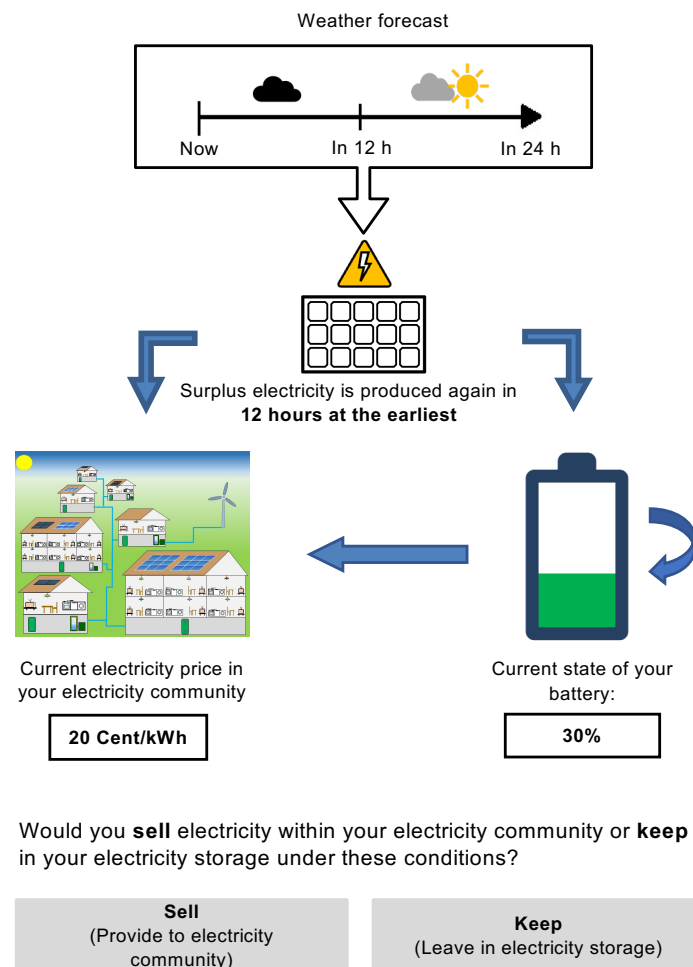 Weather forecast
Now
In 12 h
In 24 h
Surplus electricity is produced again in
12 hours at the earliest
Current electricity price in
your electricity community
20 Cent/kWh
Current state of your
battery:
30%
Would you sell electricity within your electricity community or keep
in your electricity storage under these conditions?
Sell
(Provide to electricity
community)
Keep
(Leave in electricity storage)